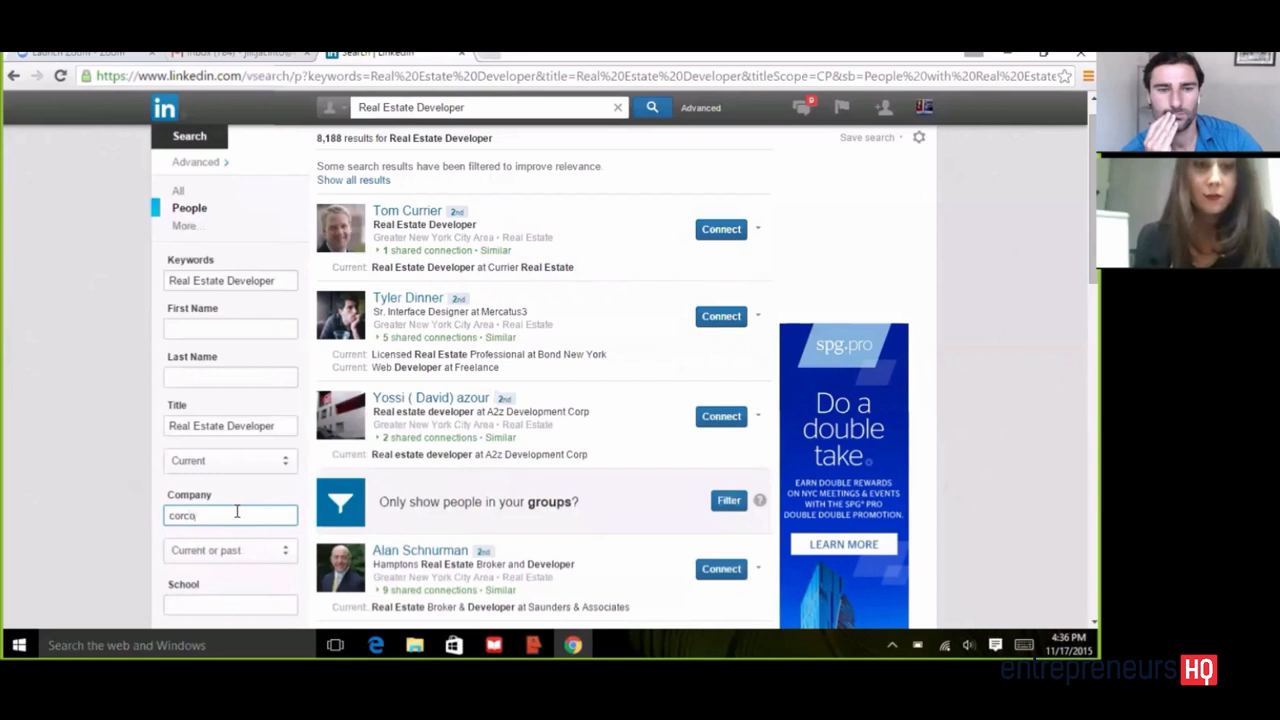 Launch Zoom - Zoom
Inbox (784) - jilljacinto@
Search | LinkedIn
https://www.linkedin.com/vsearch/p?keywords=Real%20Estate%20Developer&title=Real%20Estate%20Developer&titleScope=CP&sb=People%20with%20Real%20Estate
in
Real Estate Developer
Advanced
Search
Advanced >
All
People
More...
Keywords
Real Estate Developer
First Name
Last Name
Title
Real Estate Developer
Current
Company
corco
Current or past
School
8,188 results for Real Estate Developer
Save search
Some search results have been filtered to improve relevance.
Show all results
Tom Currier 2nd
Real Estate Developer
Greater New York City Area • Real Estate
1 shared connection • Similar
Current: Real Estate Developer at Currier Real Estate
Connect
Tyler Dinner 2nd
Sr. Interface Designer at Mercatus3
Greater New York City Area • Real Estate
5 shared connections • Similar
Current: Licensed Real Estate Professional at Bond New York
Web Developer at Freelance
Connect
Yossi ( David) azour 2nd
Real estate developer at A2z Development Corp
Greater New York City Area • Real Estate
2 shared connections • Similar
Current: Real estate developer at A2z Development Corp
Connect
Only show people in your groups?
Filter
Alan Schnurman 2nd
Hamptons Real Estate Broker and Developer
Greater New York City Area • Real Estate
9 shared connections • Similar
Current: Real Estate Broker & Developer at Saunders & Associates
Connect
spg.pro
Do a
double
take.
EARN DOUBLE REWARDS
ON NYC MEETINGS & EVENTS
WITH THE SPG® PRO
DOUBLE DOUBLE PROMOTION.
LEARN MORE
Search the web and Windows
4:36 PM
11/17/2015
entrepreneurs HQ